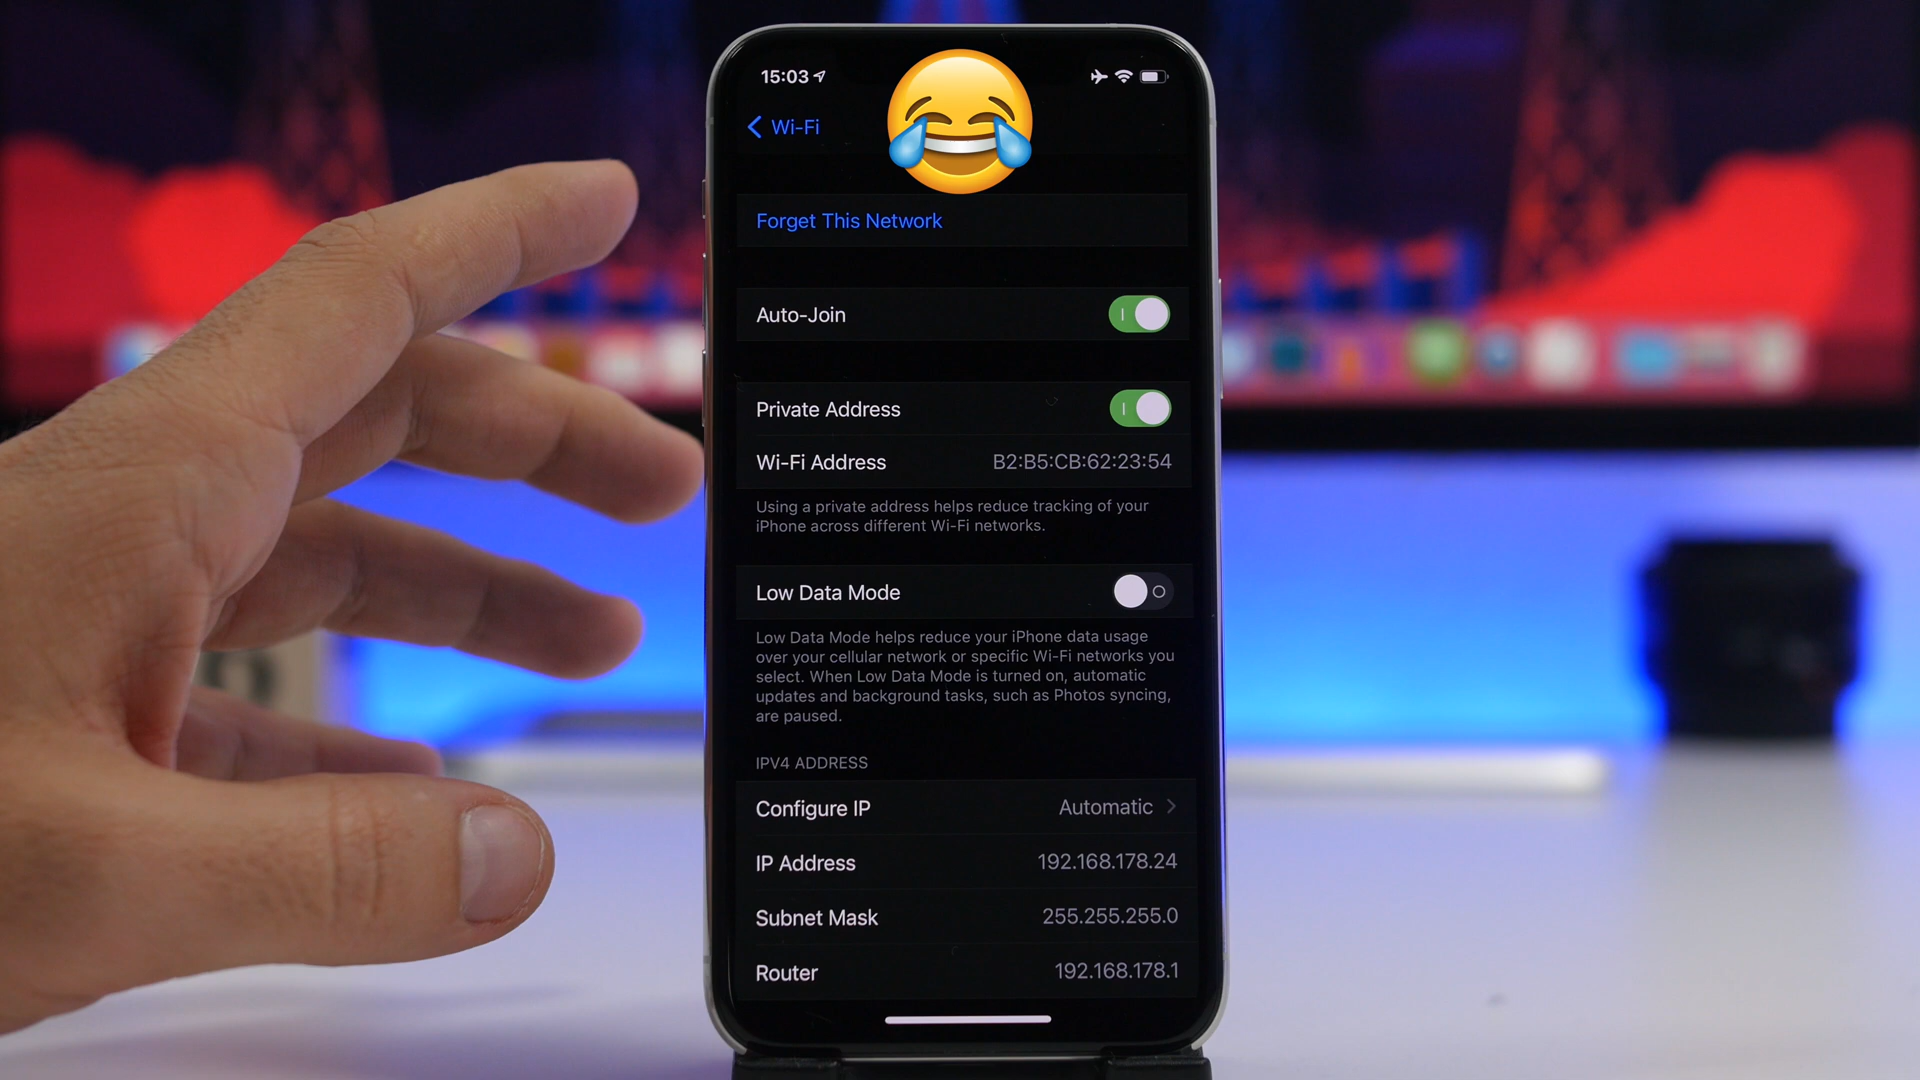 15:03
Wi-Fi
Forget This Network
Auto-Join
Private Address
Wi-Fi Address B2:B5:CB:62:23:54
Using a private address helps reduce tracking of your
iPhone across different Wi-Fi networks.
Low Data Mode
Low Data Mode helps reduce your iPhone data usage
over your cellular network or specific Wi-Fi networks you
select. When Low Data Mode is turned on, automatic
updates and background tasks, such as Photos syncing,
are paused.
IPV4 ADDRESS
Configure IP Automatic
IP Address 192.168.178.24
Subnet Mask 255.255.255.0
Router 192.168.178.1